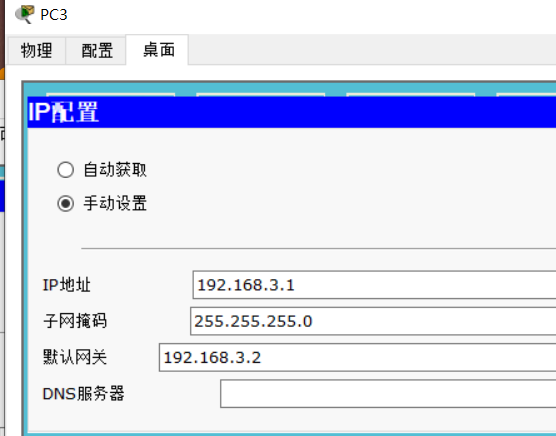 PC3
物理 配置 桌面
IP配置
自动获取
手动设置
IP地址 192.168.3.1
子网掩码 255.255.255.0
默认网关 192.168.3.2
DNS服务器